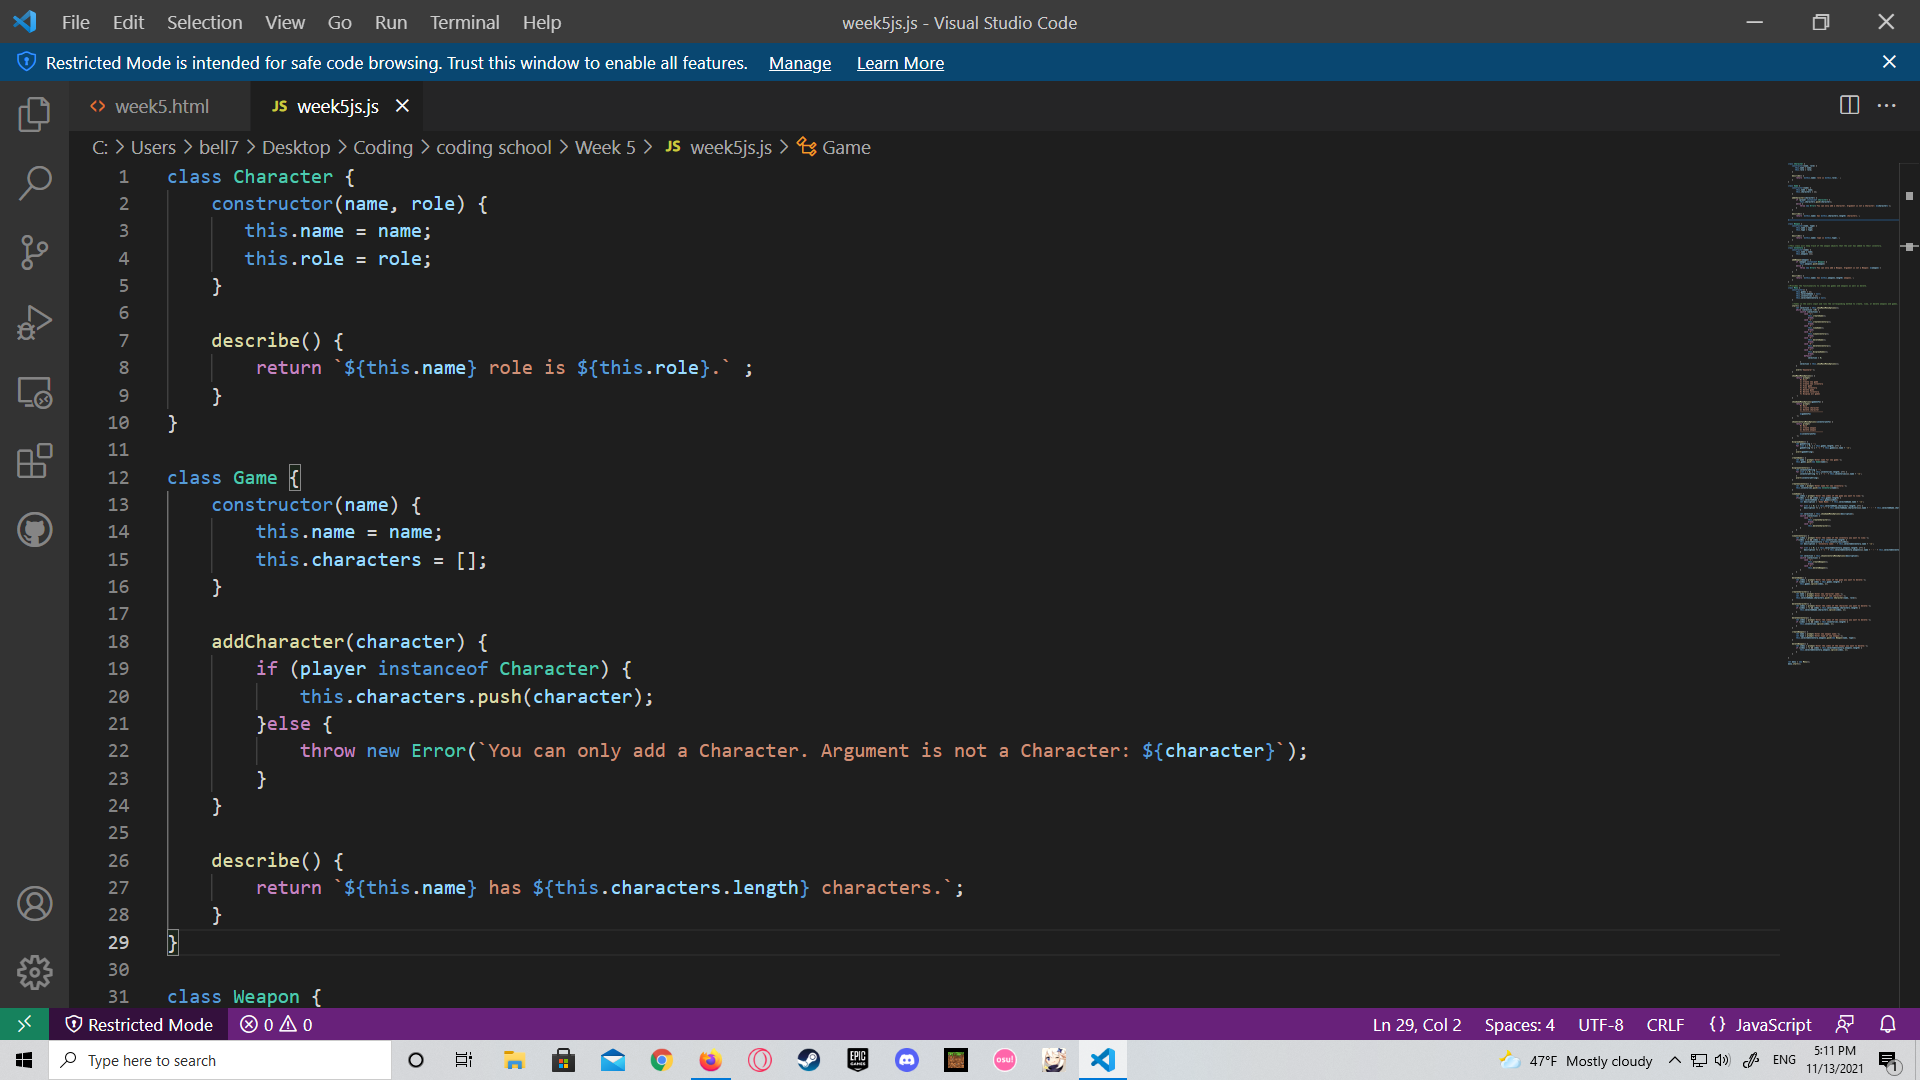 File Edit Selection View Go Run Terminal Help
week5js.js - Visual Studio Code
Restricted Mode is intended for safe code browsing. Trust this window to enable all features. Manage Learn More
week5.html JS week5js.js
C: > Users > bell7 > Desktop > Coding > coding school > Week 5 > JS week5js.js > Game
1 class Character {
2     constructor(name, role) {
3        this.name = name;
4        this.role = role;
5     }
6
7     describe() {
8         return `${this.name} role is ${this.role}.` ;
9     }
10 }
11
12 class Game {
13     constructor(name) {
14         this.name = name;
15         this.characters = [];
16     }
17
18     addCharacter(character) {
19         if (player instanceof Character) {
20             this.characters.push(character);
21         }else {
22             throw new Error(`You can only add a Character. Argument is not a Character: ${character}`);
23         }
24     }
25
26     describe() {
27         return `${this.name} has ${this.characters.length} characters.`;
28     }
29 }
30
31 class Weapon {
Restricted Mode 0 0 Ln 29, Col 2 Spaces: 4 UTF-8 CRLF {} JavaScript
Type here to search EPIC GAMES osu! 47°F Mostly cloudy ENG 5:11 PM
11/13/2021 1